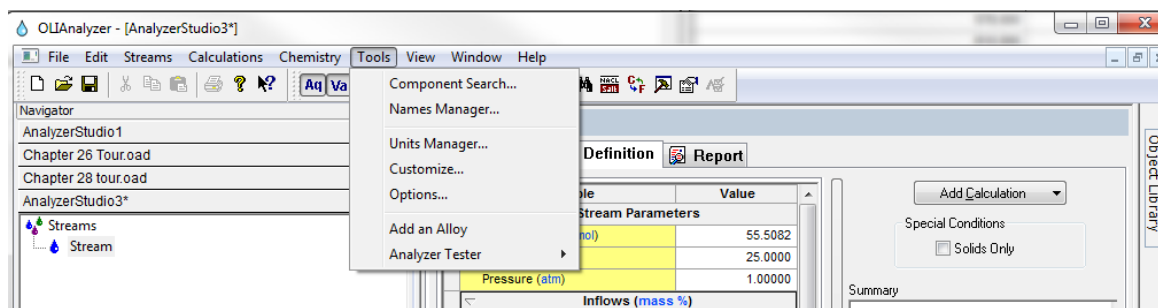 OLIAnalyzer - [AnalyzerStudio3*]
File Edit Streams Calculations Chemistry Tools View Window Help
Aq Va
Navigator
AnalyzerStudio1
Chapter 26 Tour.oad
Chapter 28 tour.oad
AnalyzerStudio3*
Streams
Stream
Component Search...
Names Manager...
Units Manager...
Customize...
Options...
Add an Alloy
Analyzer Tester
Definition Report
Value
Stream Parameters
55.5082
25.0000
Pressure (atm) 1.00000
Inflows (mass %)
Add Calculation
Special Conditions
Solids Only
Summary
Object Library